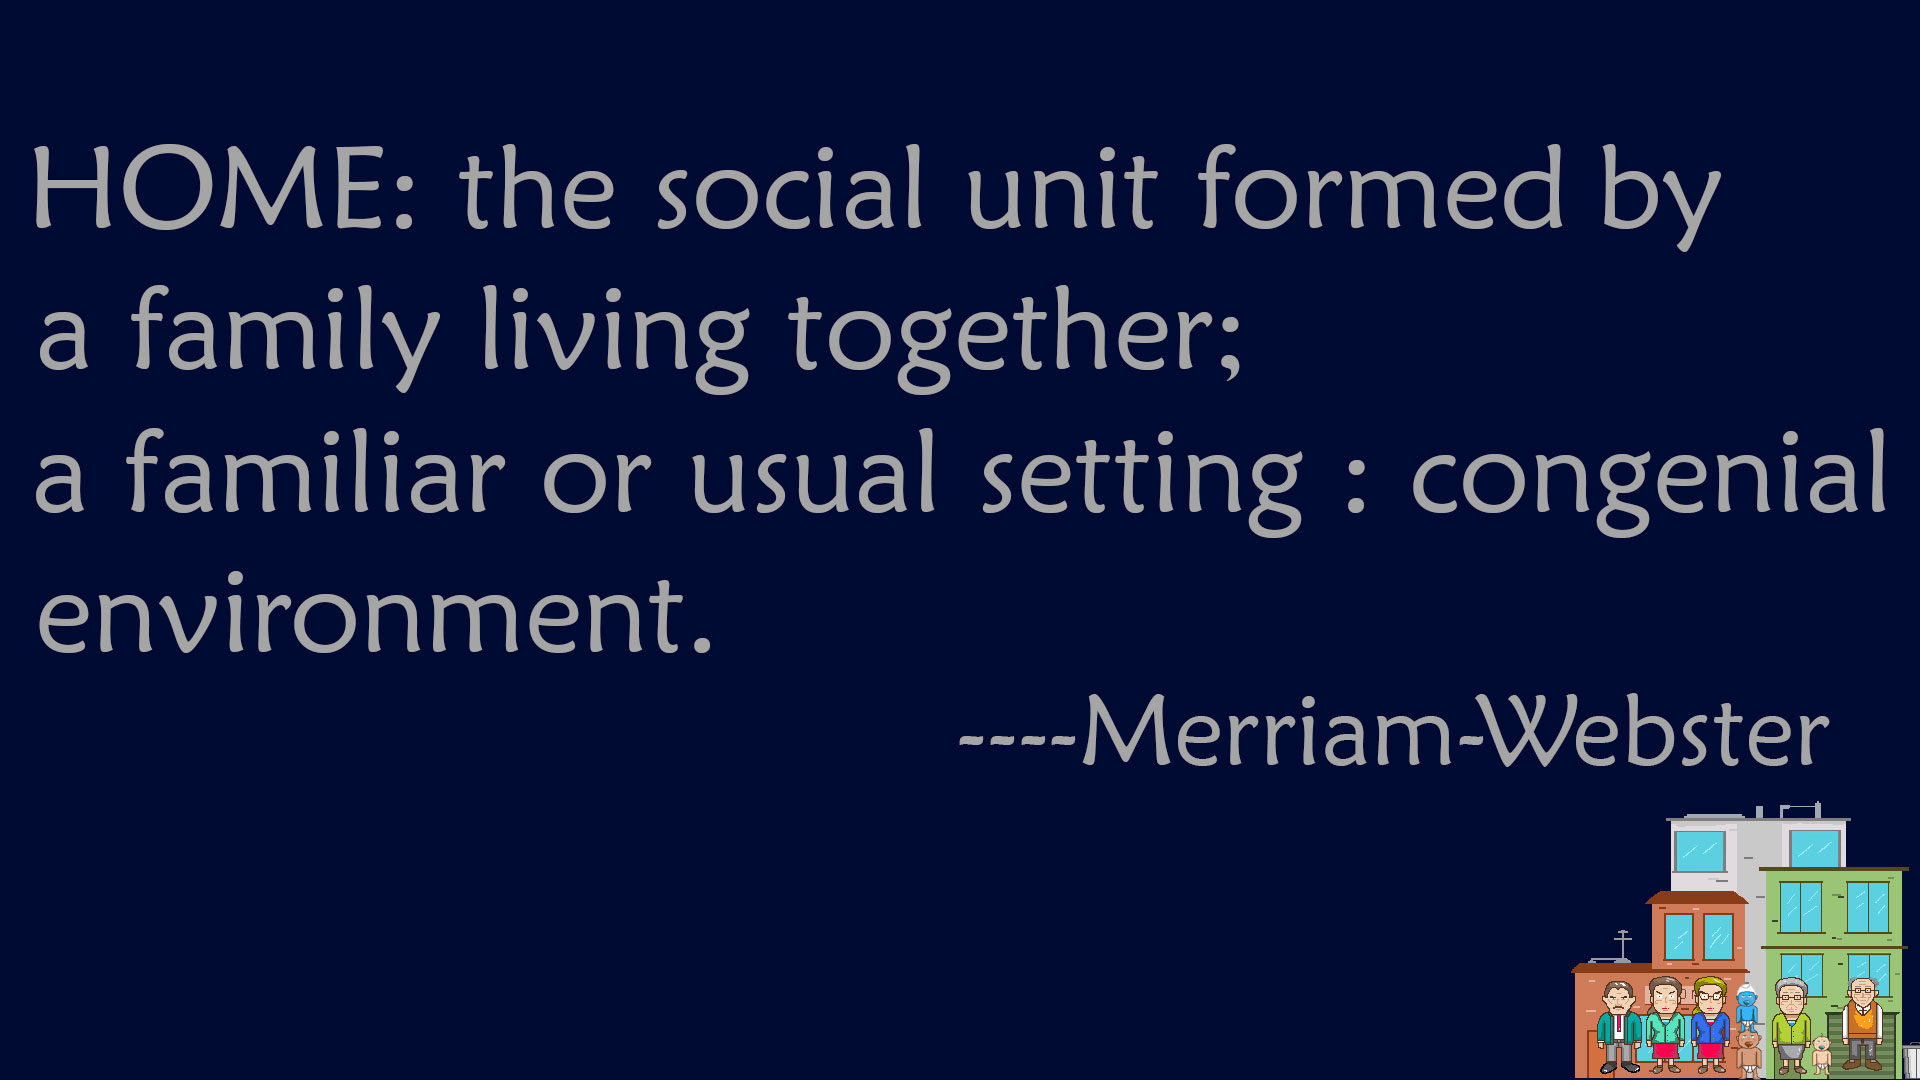 HOME: the social unit formed by
a family living together;
a familiar or usual setting : congenial
environment.
----Merriam-Webster